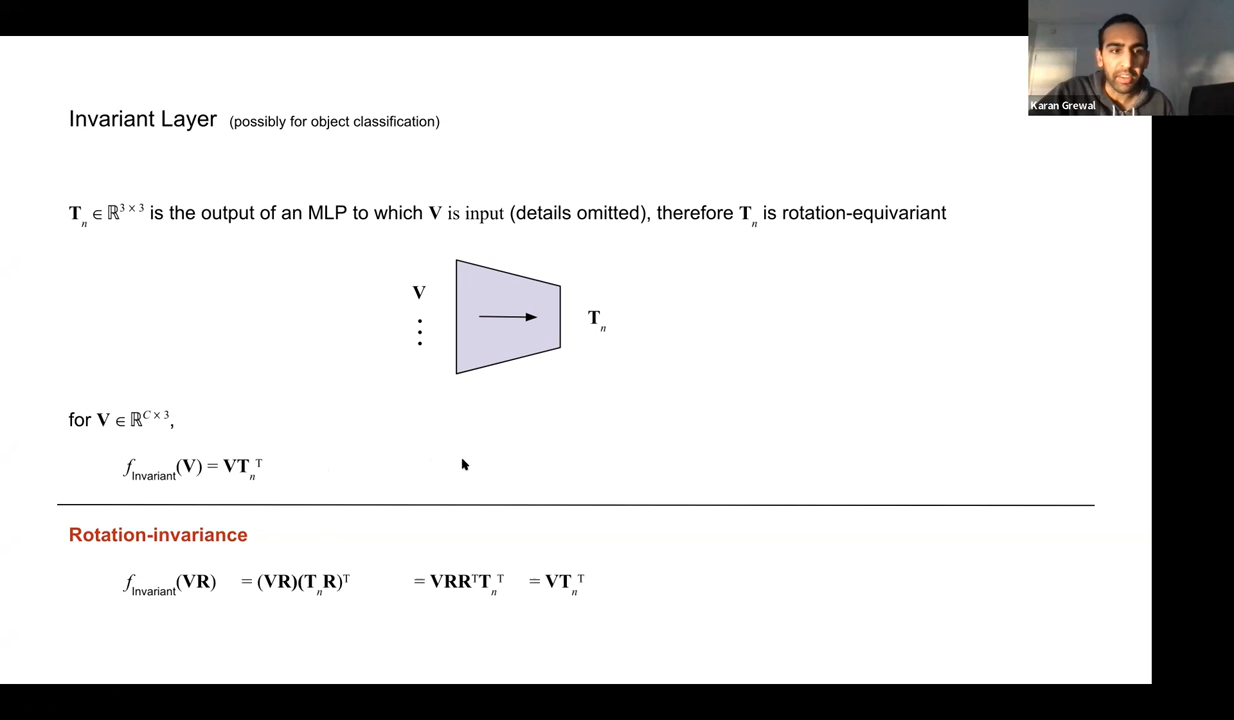 Karan Grewal
Invariant Layer (possibly for object classification)
Tₙ ∈ ℝ³ˣ³ is the output of an MLP to which V is input (details omitted), therefore Tₙ is rotation-equivariant
V
⋮
Tₙ
for V ∈ ℝ^{C × 3},
f_Invariant(V) = VTₙᵀ
Rotation-invariance
f_Invariant(VR) = (VR)(TₙR)ᵀ = VRRᵀTₙᵀ = VTₙᵀ